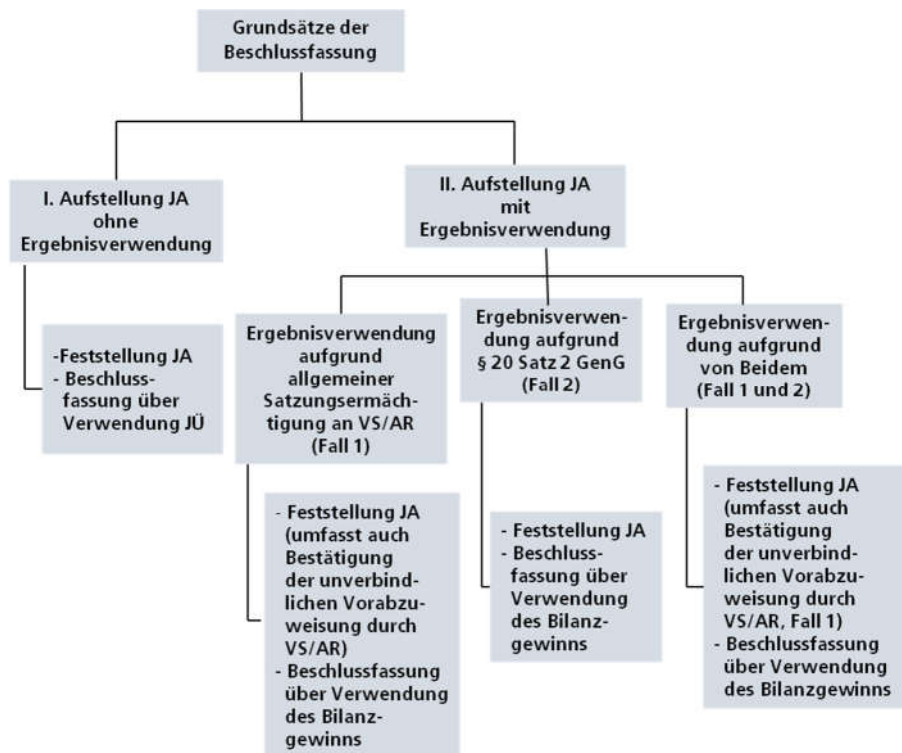 Grundsätze der
Beschlussfassung
I. Aufstellung JA
ohne
Ergebnisverwendung
II. Aufstellung JA
mit
Ergebnisverwendung
-Feststellung JA
- Beschluss-
fassung über
Verwendung JÜ
Ergebnisverwendung
aufgrund
allgemeiner
Satzungsermäch-
tigung an VS/AR
(Fall 1)
Ergebnisverwen-
dung aufgrund
§ 20 Satz 2 GenG
(Fall 2)
Ergebnisverwen-
dung aufgrund
von Beidem
(Fall 1 und 2)
- Feststellung JA
(umfasst auch
Bestätigung
der unverbind-
lichen Vorabzu-
weisung durch
VS/AR)
- Beschlussfassung
über Verwendung
des Bilanz-
gewinns
- Feststellung JA
- Beschluss-
fassung über
Verwendung
des Bilanz-
gewinns
- Feststellung JA
(umfasst auch
Bestätigung
der unverbind-
lichen Vorabzu-
weisung durch
VS/AR, Fall 1)
- Beschlussfassung
über Verwendung
des Bilanzgewinns